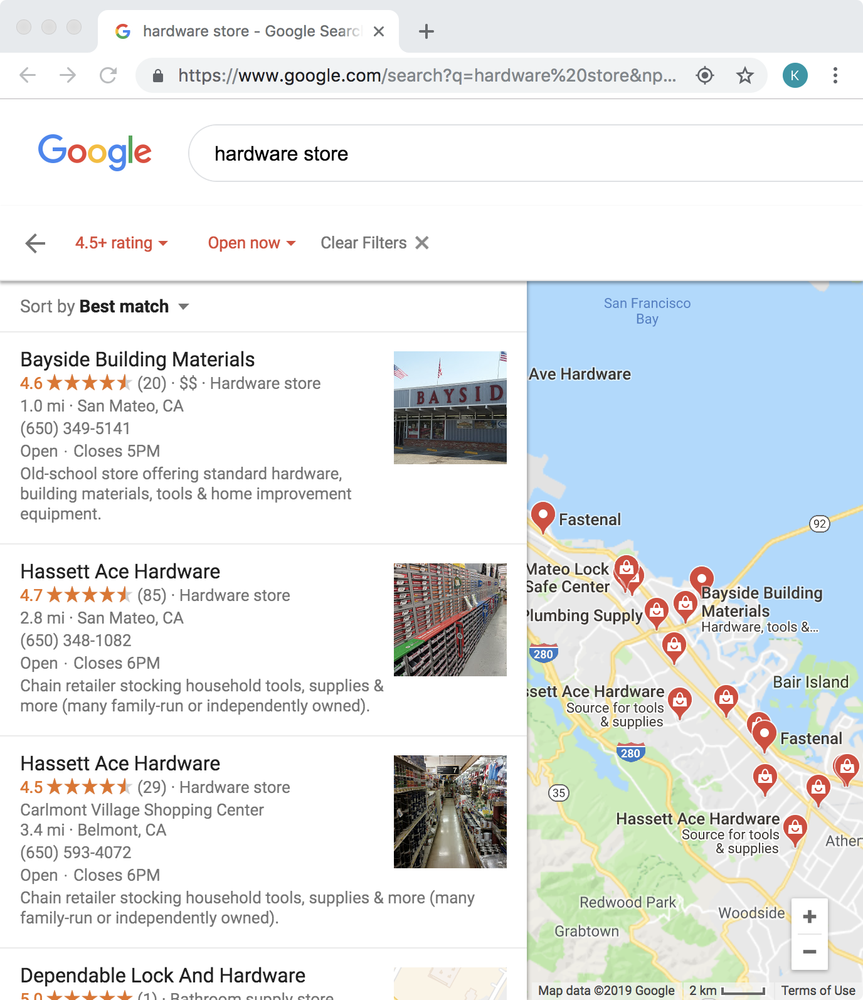 hardware store - Google Searc
https://www.google.com/search?q=hardware%20store&np...
K
Google
hardware store
4.5+ rating
Open now
Clear Filters
Sort by Best match
Bayside Building Materials
4.6 (20) · $$ · Hardware store
1.0 mi · San Mateo, CA
(650) 349-5141
Open · Closes 5PM
Old-school store offering standard hardware,
building materials, tools & home improvement
equipment.
BAYSID
Hassett Ace Hardware
4.7 (85) · Hardware store
2.8 mi · San Mateo, CA
(650) 348-1082
Open · Closes 6PM
Chain retailer stocking household tools, supplies &
more (many family-run or independently owned).
Hassett Ace Hardware
4.5 (29) · Hardware store
Carlmont Village Shopping Center
3.4 mi · Belmont, CA
(650) 593-4072
Open · Closes 6PM
Chain retailer stocking household tools, supplies & more (many
family-run or independently owned).
7
Dependable Lock And Hardware
5.0 (1) · Bathroom supply store
San Francisco
Bay
Ave Hardware
Fastenal
92
Mateo Lock
Safe Center
Bayside Building
Materials
Hardware, tools &...
Plumbing Supply
280
Bair Island
ssett Ace Hardware
Source for tools
& supplies
Fastenal
280
35
Hassett Ace Hardware
Source for tools
& supplies
Ather
Redwood Park
Woodside
Grabtown
Map data ©2019 Google
2 km
Terms of Use